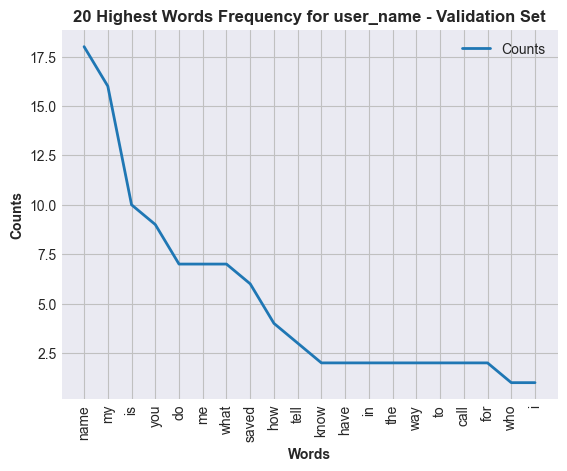 20 Highest Words Frequency for user_name - Validation Set
Counts
17.5
15.0
12.5
10.0
7.5
5.0
2.5
Counts
name
my
is
you
do
me
what
saved
how
tell
know
have
in
the
way
to
call
for
who
i
Words